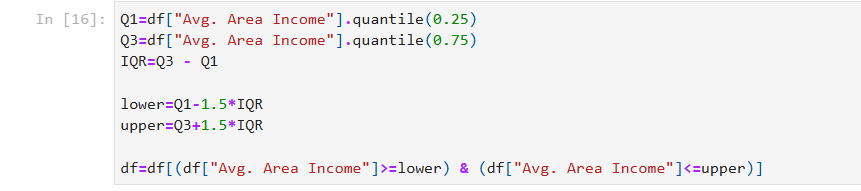 In [16]: Q1=df["Avg. Area Income"].quantile(0.25)
Q3=df["Avg. Area Income"].quantile(0.75)
IQR=Q3 - Q1
lower=Q1-1.5*IQR
upper=Q3+1.5*IQR
df=df[(df["Avg. Area Income"]>=lower) & (df["Avg. Area Income"]<=upper)]